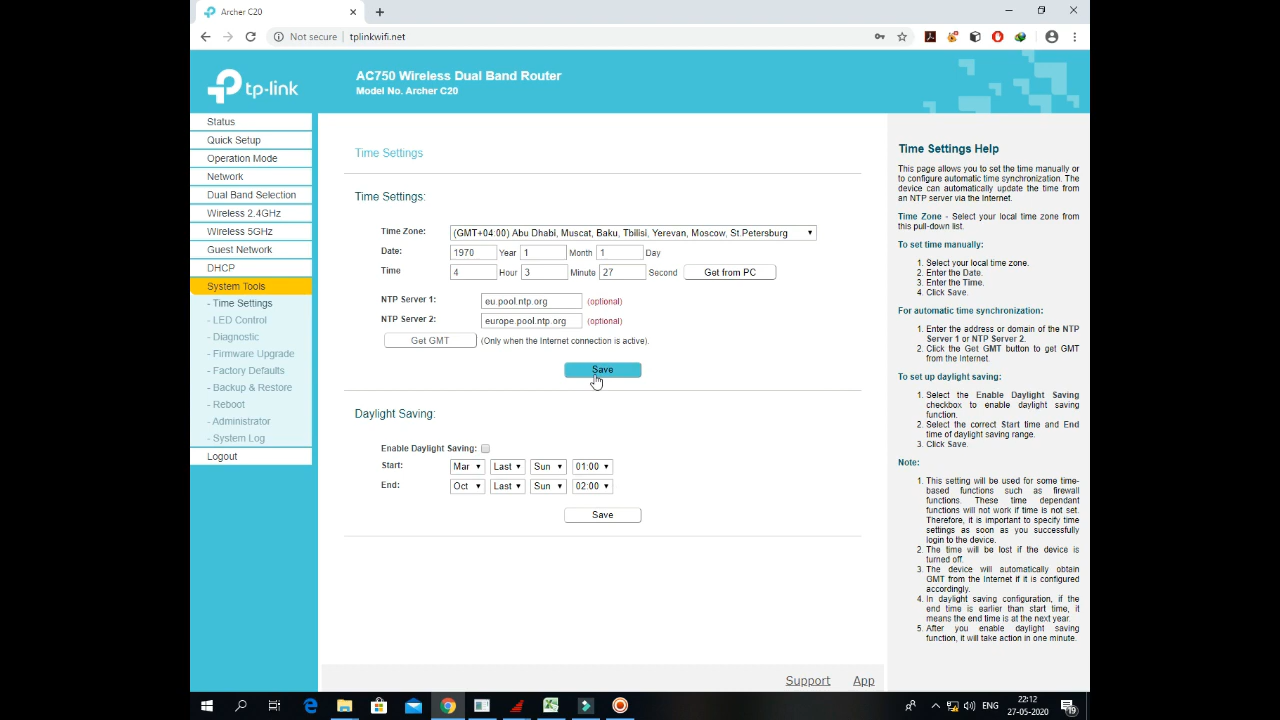 Archer C20
Not secure | tplinkwifi.net
tp-link
AC750 Wireless Dual Band Router
Model No. Archer C20
Status
Quick Setup
Operation Mode
Network
Dual Band Selection
Wireless 2.4GHz
Wireless 5GHz
Guest Network
DHCP
System Tools
- Time Settings
- LED Control
- Diagnostic
- Firmware Upgrade
- Factory Defaults
- Backup & Restore
- Reboot
- Administrator
- System Log
Logout
Time Settings
Time Settings:
Time Zone: (GMT+04:00) Abu Dhabi, Muscat, Baku, Tbilisi, Yerevan, Moscow, St.Petersburg
Date: 1970 Year 1 Month 1 Day
Time 4 Hour 3 Minute 27 Second Get from PC
NTP Server 1: eu.pool.ntp.org (optional)
NTP Server 2: europe.pool.ntp.org (optional)
Get GMT (Only when the Internet connection is active).
Save
Daylight Saving:
Enable Daylight Saving:
Start: Mar Last Sun 01:00
End: Oct Last Sun 02:00
Save
Time Settings Help
This page allows you to set the time manually or
to configure automatic time synchronization. The
device can automatically update the time from
an NTP server via the Internet.
Time Zone - Select your local time zone from
this pull-down list.
To set time manually:
1. Select your local time zone.
2. Enter the Date.
3. Enter the Time.
4. Click Save.
For automatic time synchronization:
1. Enter the address or domain of the NTP
Server 1 or NTP Server 2.
2. Click the Get GMT button to get GMT
from the Internet.
To set up daylight saving:
1. Select the Enable Daylight Saving
checkbox to enable daylight saving
function.
2. Select the correct Start time and End
time of daylight saving range.
3. Click Save.
Note:
1. This setting will be used for some time-
based functions such as firewall
functions. These time dependant
functions will not work if time is not set.
Therefore, it is important to specify time
settings as soon as you successfully
login to the device.
2. The time will be lost if the device is
turned off.
3. The device will automatically obtain
GMT from the Internet if it is configured
accordingly.
4. In daylight saving configuration, if the
end time is earlier than start time, it
means the end time is at the next year.
5. After you enable daylight saving
function, it will take action in one minute.
Support App
ENG
22:12
27-05-2020
19